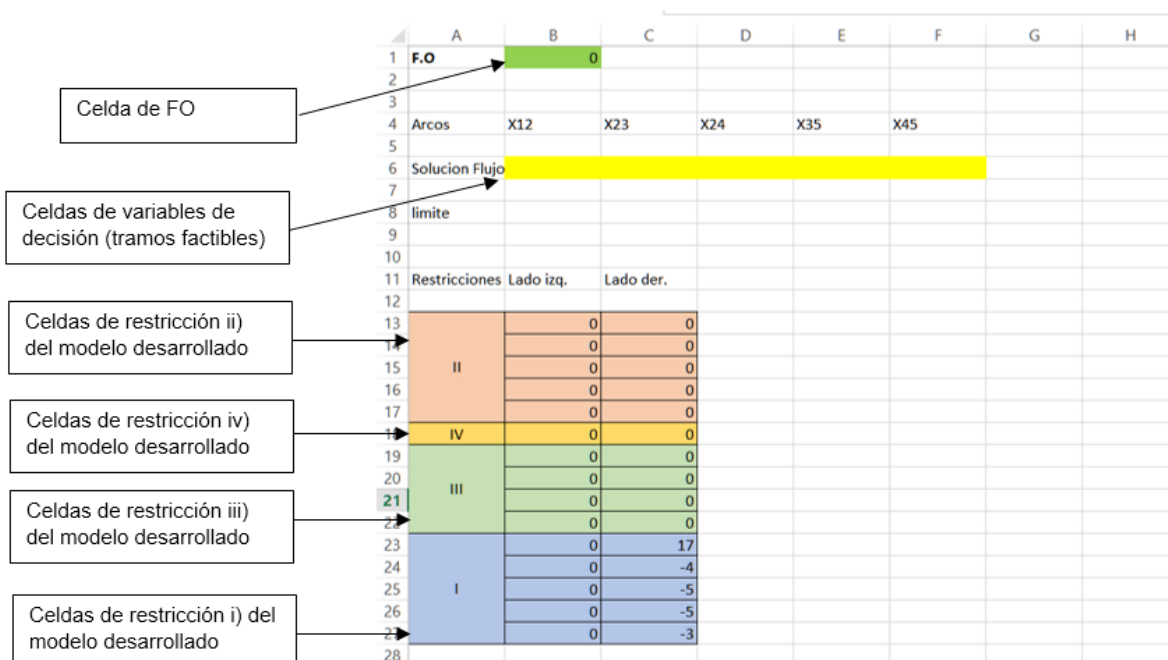 A B C D E F G H
1 F.O 0
2
3
4 Arcos X12 X23 X24 X35 X45
5
6 Solucion Flujo
7
8 limite
9
10
11 Restricciones Lado izq. Lado der.
12
13 0 0
14 0 0
15 II 0 0
16 0 0
17 0 0
18 IV 0 0
19 0 0
20 0 0
III
21 0 0
22 0 0
23 0 17
24 0 -4
25 I 0 -5
26 0 -5
27 0 -3
28
Celda de FO
Celdas de variables de
decisión (tramos factibles)
Celdas de restricción ii)
del modelo desarrollado
Celdas de restricción iv)
del modelo desarrollado
Celdas de restricción iii)
del modelo desarrollado
Celdas de restricción i) del
modelo desarrollado